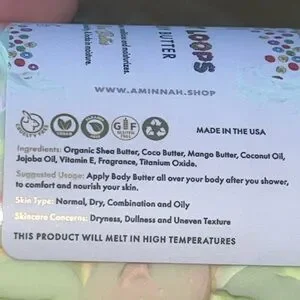 LOOPS
BUTTER
WWW.AMINNAH.SHOP
VEGAN
GF
MADE IN THE USA
Ingredients: Organic Shea Butter, Coco Butter, Mango Butter, Coconut Oil,
Jojoba Oil, Vitamin E, Fragrance, Titanium Oxide.
Suggested Usage: Apply Body Butter all over your body after you shower,
to comfort and nourish your skin.
Skin Type: Normal, Dry, Combination and Oily
Skincare Concerns: Dryness, Dullness and Uneven Texture
THIS PRODUCT WILL MELT IN HIGH TEMPERATURES